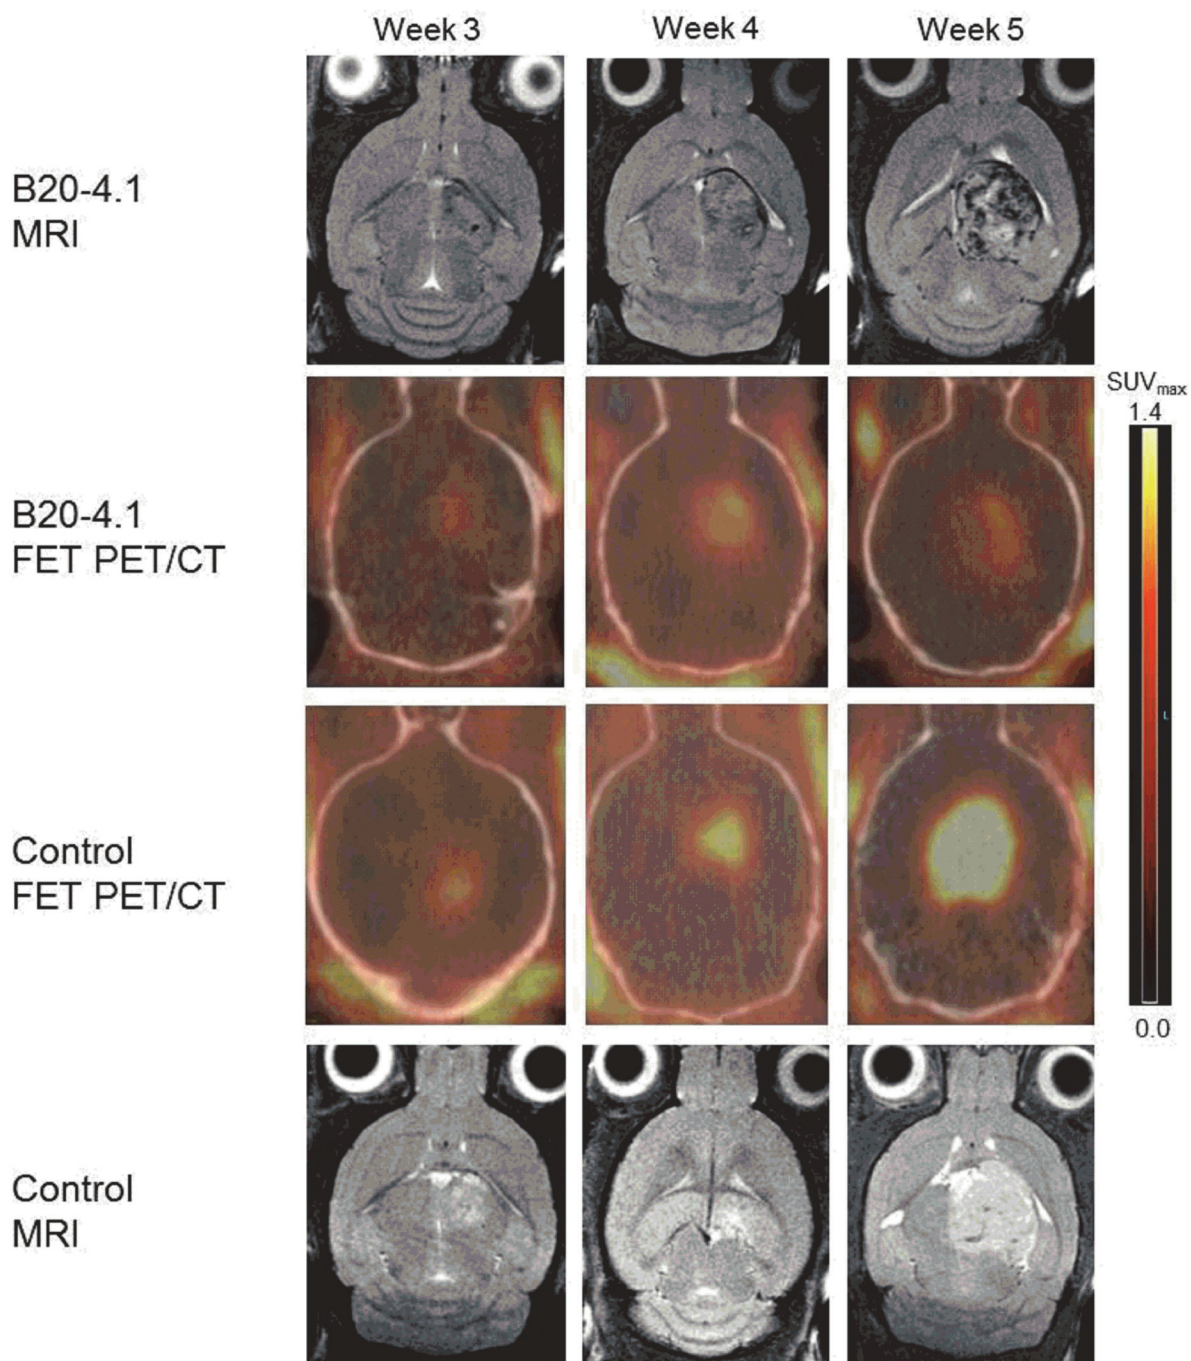 Week 3
Week 4
Week 5
B20-4.1
MRI
SUVmax
1.4
B20-4.1
FET PET/CT
L
Control
FET PET/CT
0.0
Control
MRI